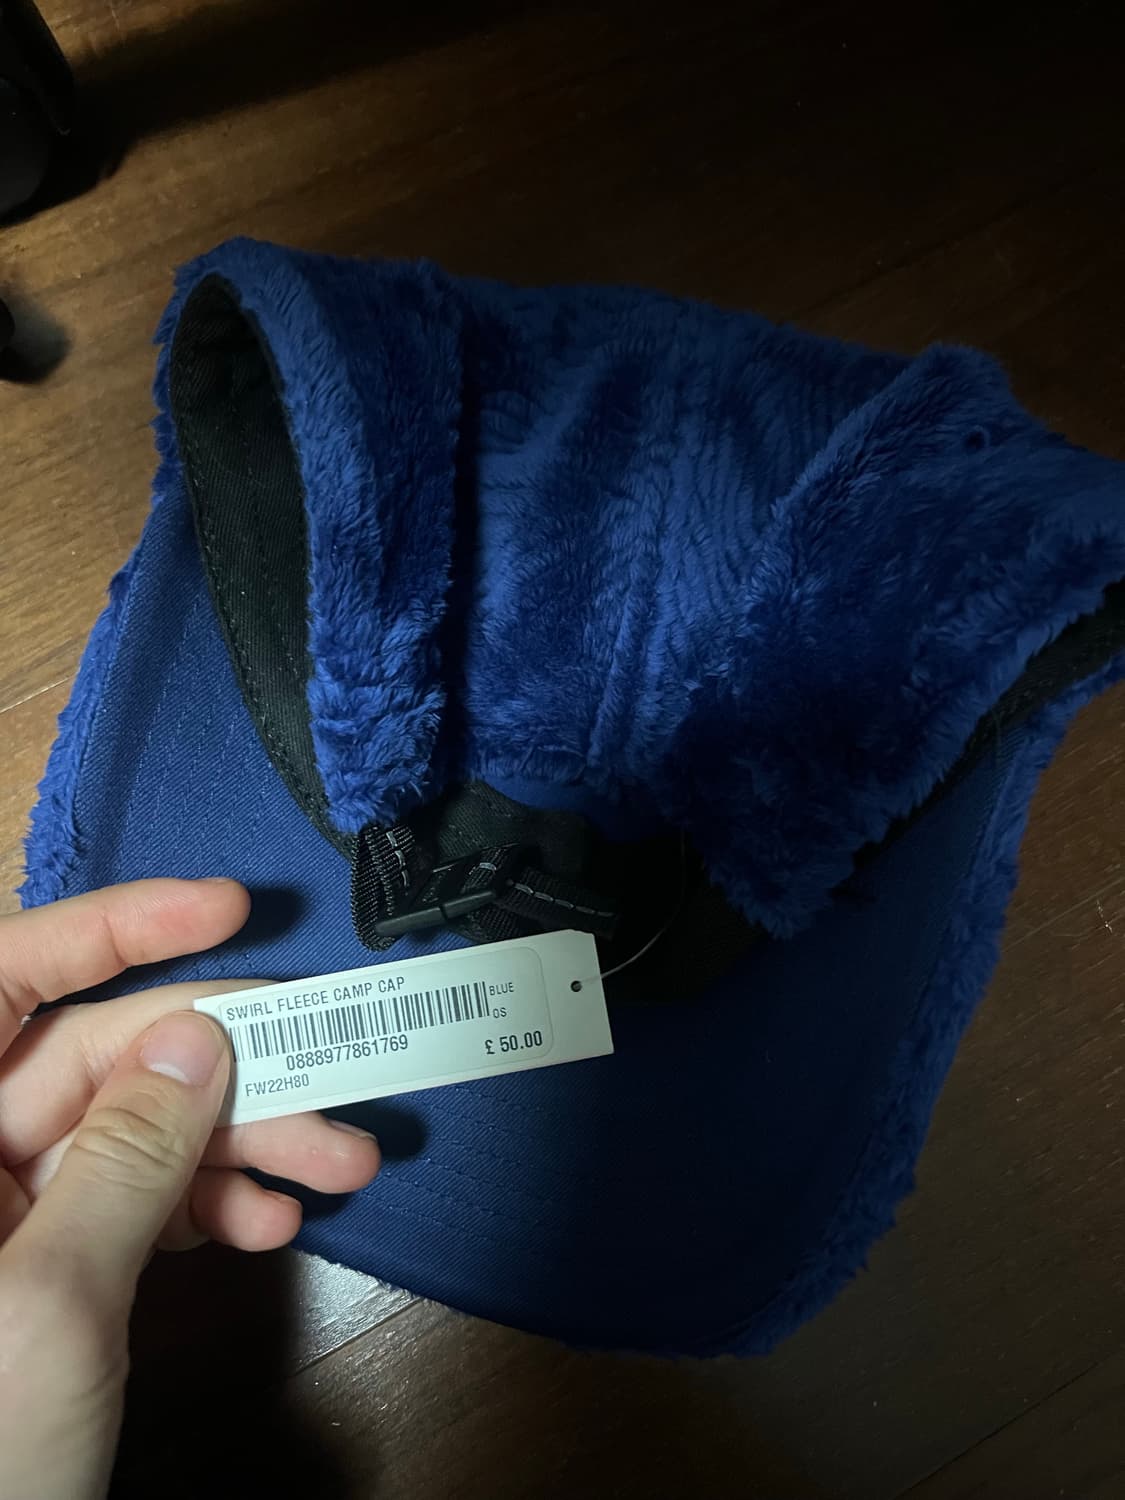 SWIRL FLEECE CAMP CAP
BLUE
OS
0888977861769
£ 50.00
FW22H80